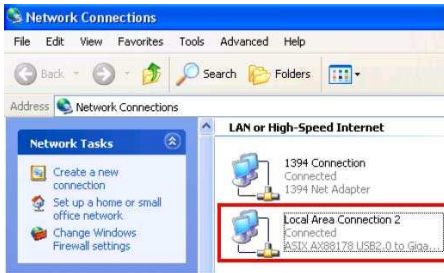 Network Connections
File Edit View Favorites Tools Advanced Help
Back Search Folders
Address Network Connections
Network Tasks
Create a new
connection
Set up a home or small
office network
Change Windows
Firewall settings
LAN or High-Speed Internet
1394 Connection
Connected
1394 Net Adapter
Local Area Connection 2
Connected
ASIX AX88178 USB2.0 to Giga...